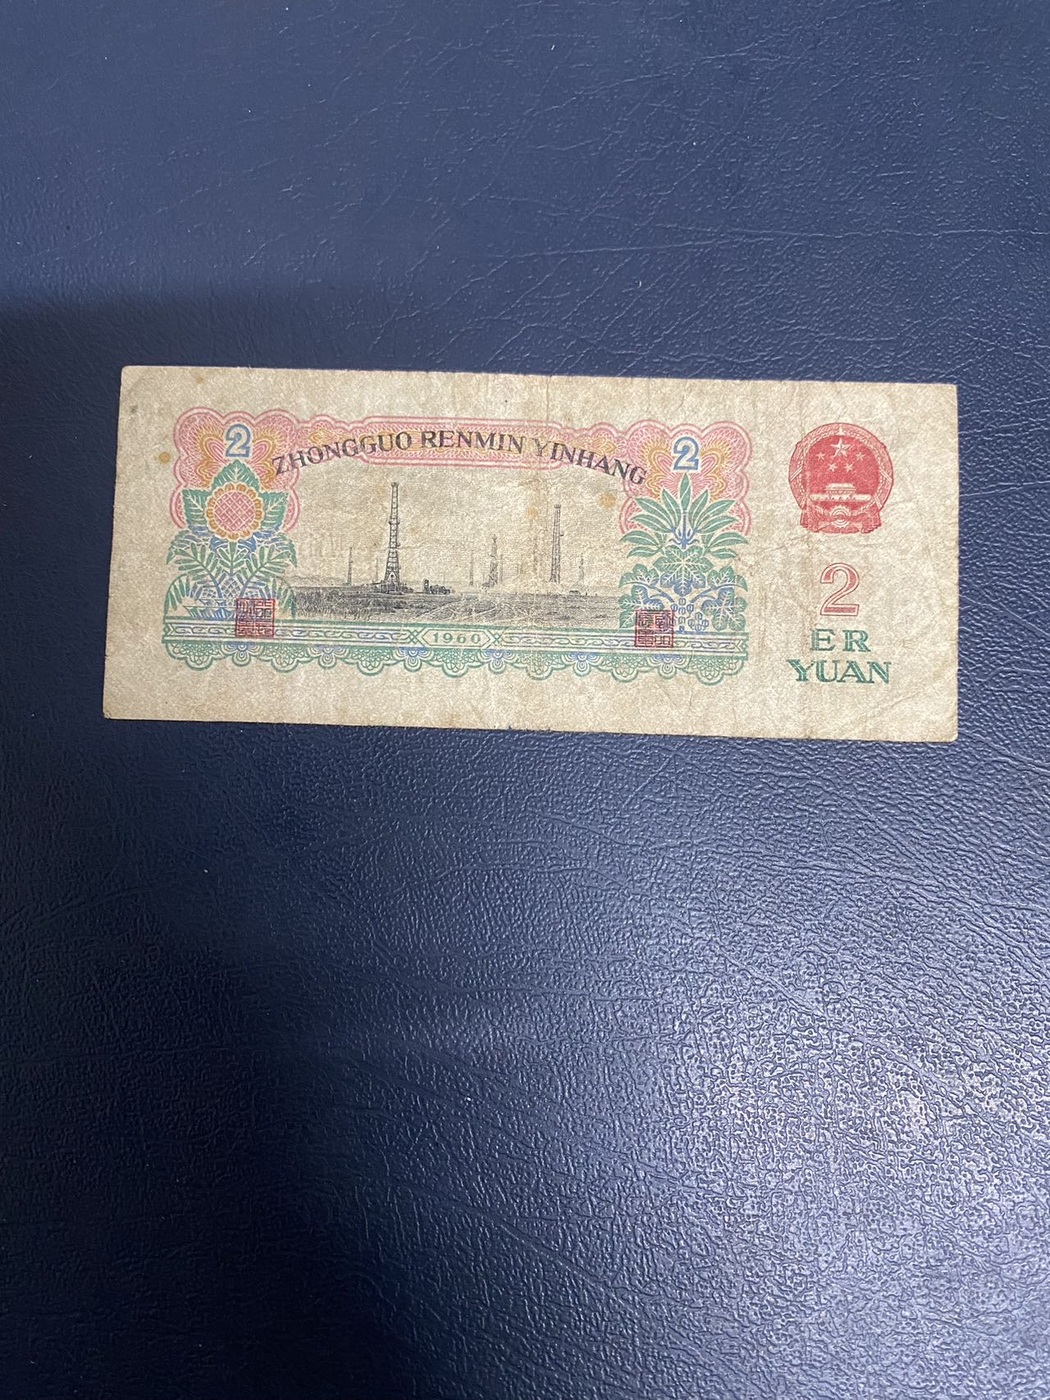 2
2
ZHONGGUO RENMIN YINHANG
1960
2
ER
YUAN